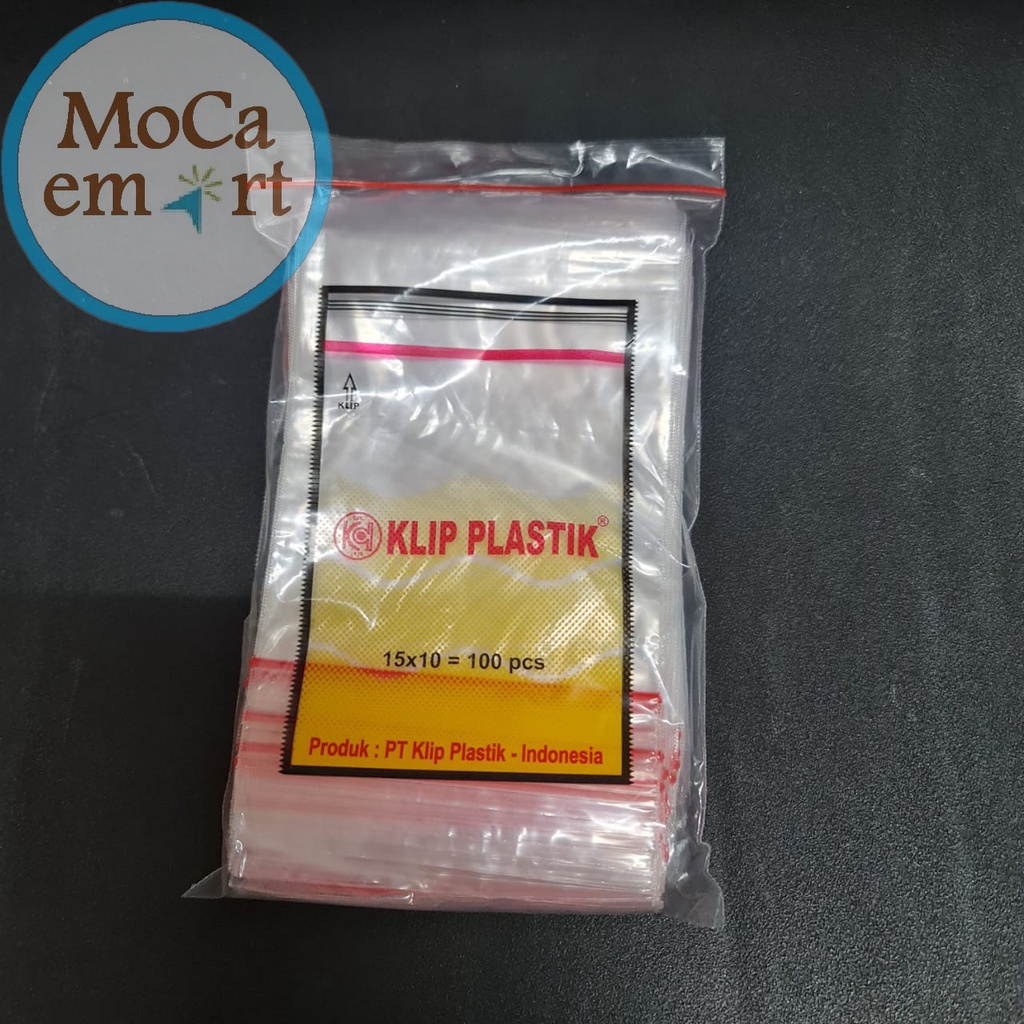 MoCa
em rt
KLIP
KLIP PLASTIK®
15x10 = 100 pcs
Produk : PT Klip Plastik - Indonesia